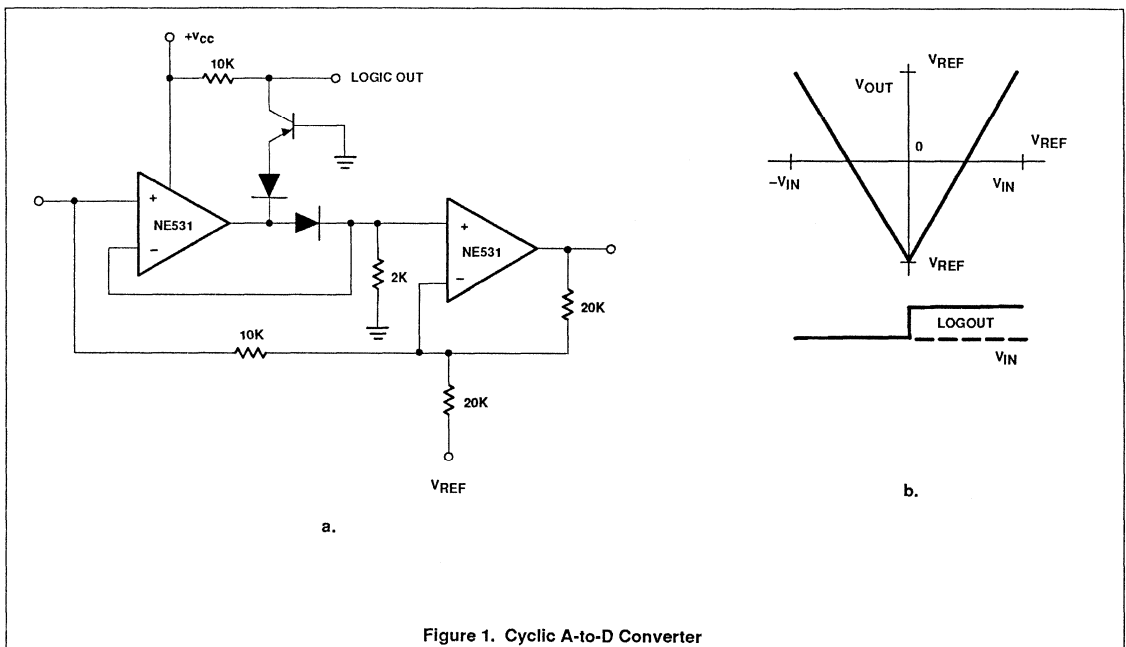 +VCC
10K
LOGIC OUT
+
NE531
−
+
NE531
−
2K
20K
10K
20K
VREF
a.
VREF
VOUT
0
VREF
−VIN
VIN
VREF
LOGOUT
VIN
b.
Figure 1. Cyclic A-to-D Converter